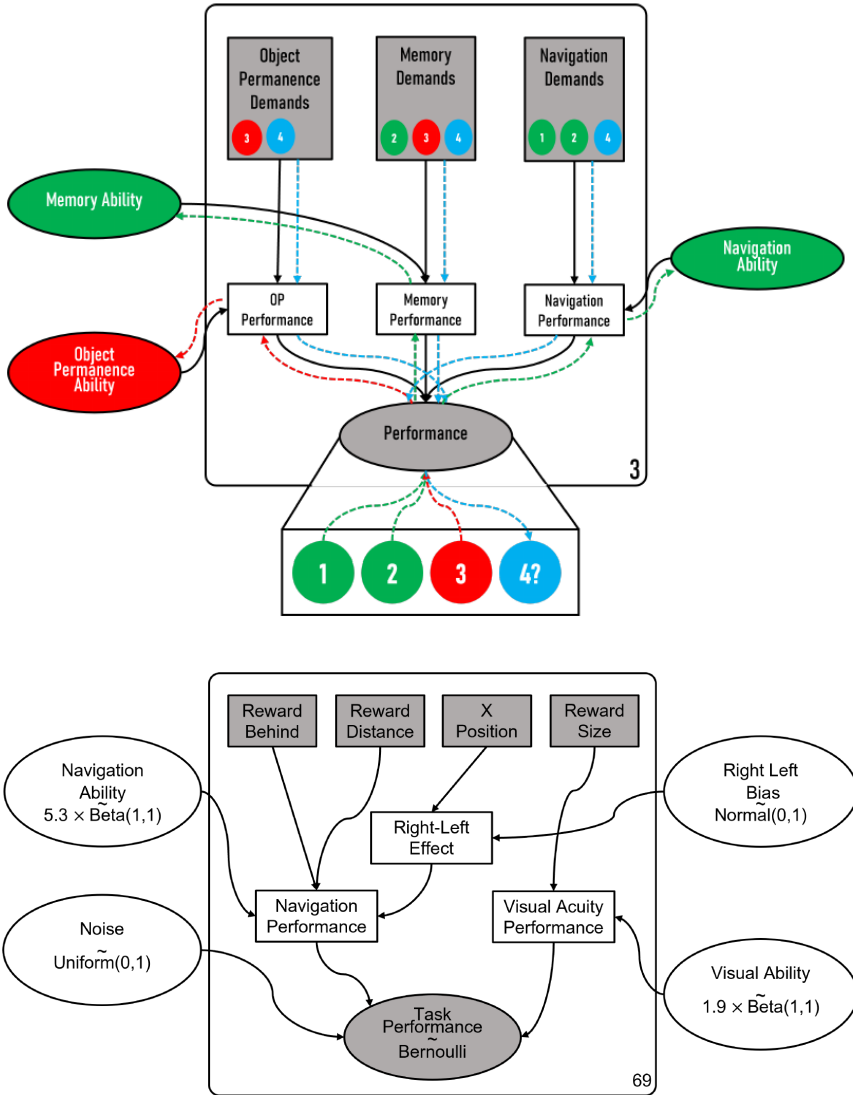 Object
Permanence
Demands
3
4
Memory
Demands
2
3
4
Navigation
Demands
1
2
4
Memory Ability
Navigation
Ability
OP
Performance
Memory
Performance
Navigation
Performance
Object
Permanence
Ability
Performance
3
1
2
3
4?
Reward
Behind
Reward
Distance
X
Position
Reward
Size
Navigation
Ability
~
5.3 × Beta(1,1)
Right Left
Bias
~
Normal(0,1)
Right-Left
Effect
Navigation
Performance
Visual Acuity
Performance
Noise
~
Uniform(0,1)
Visual Ability
~
1.9 × Beta(1,1)
Task
Performance
~
Bernoulli
69